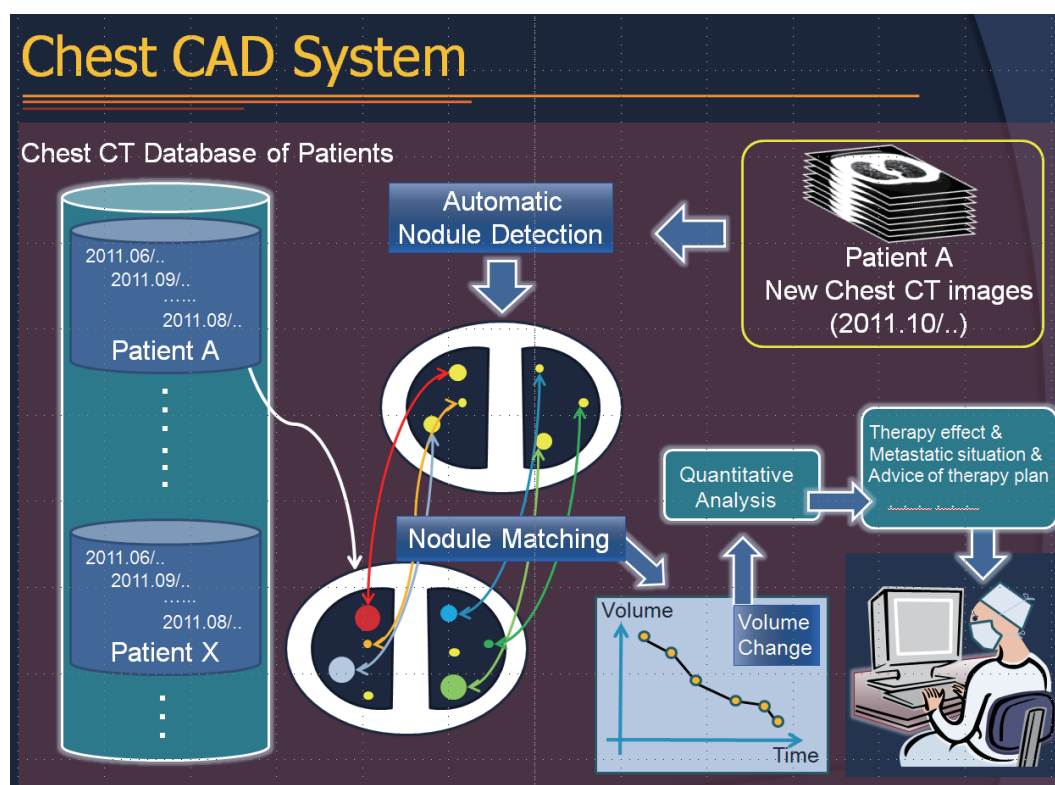 Chest CAD System
Chest CT Database of Patients
2011.06/..
2011.09/..
......
2011.08/..
Patient A
2011.06/..
2011.09/..
......
2011.08/..
Patient X
Automatic
Nodule Detection
Patient A
New Chest CT images
(2011.10/..)
Nodule Matching
Volume
Time
Volume
Change
Quantitative
Analysis
Therapy effect &
Metastatic situation &
Advice of therapy plan
............ ............